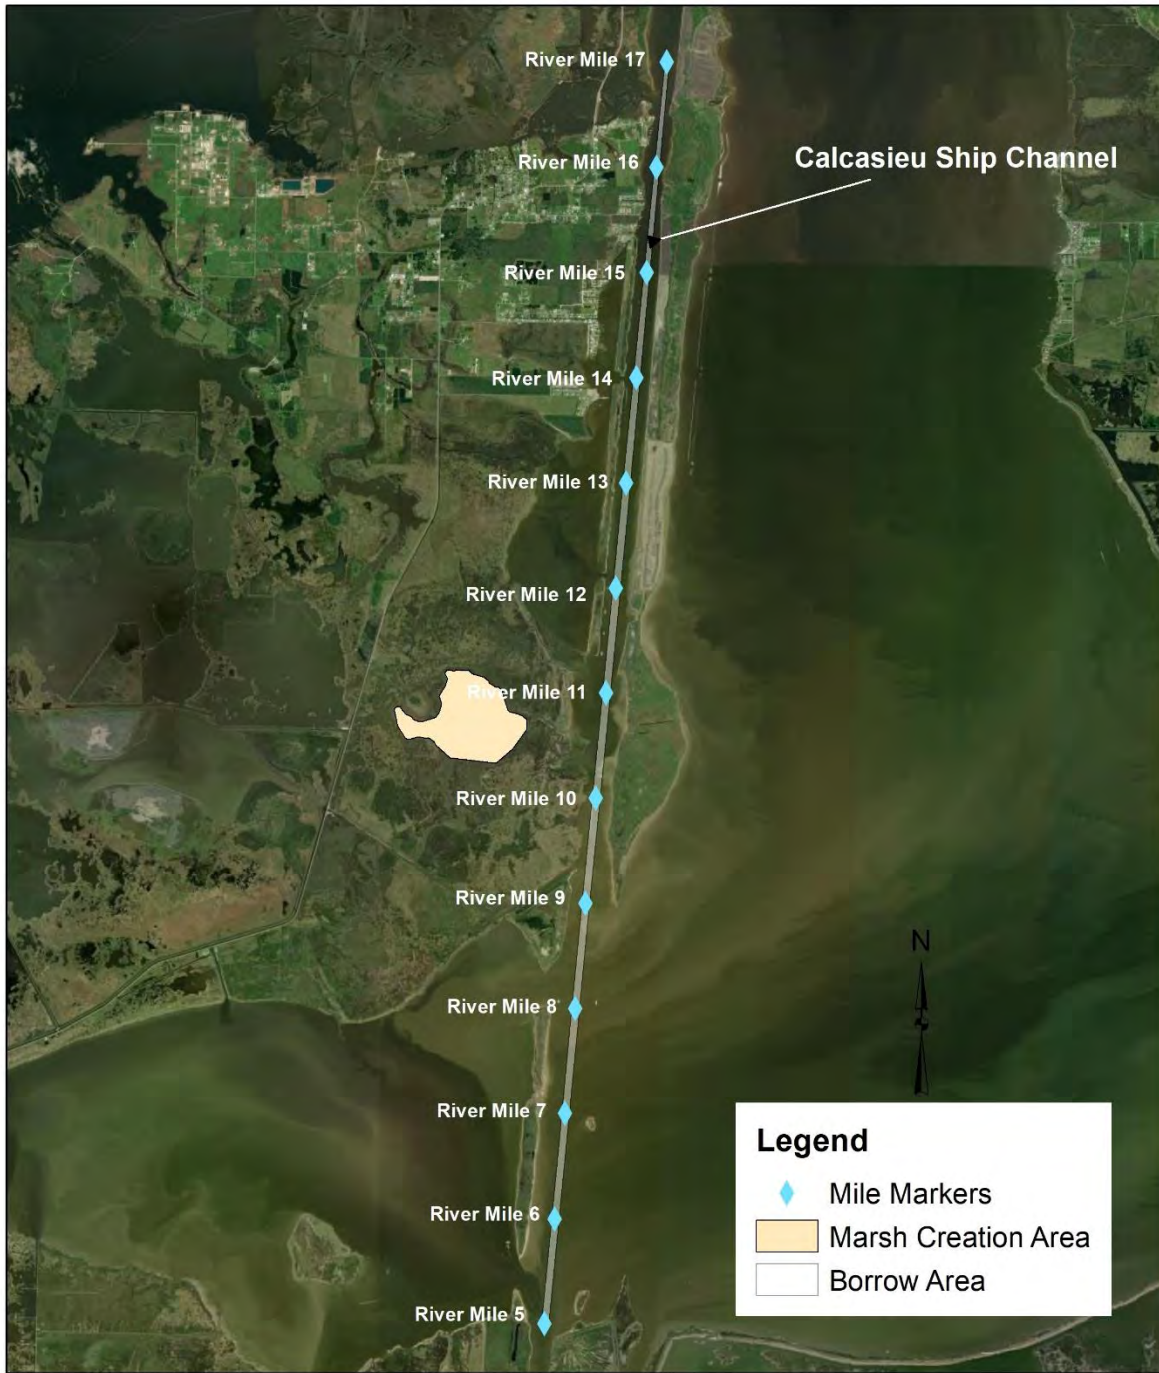 River Mile 17
River Mile 16
Calcasieu Ship Channel
River Mile 15
River Mile 14
River Mile 13
River Mile 12
River Mile 11
River Mile 10
River Mile 9
N
River Mile 8
River Mile 7
Legend
Mile Markers
River Mile 6
Marsh Creation Area
Borrow Area
River Mile 5